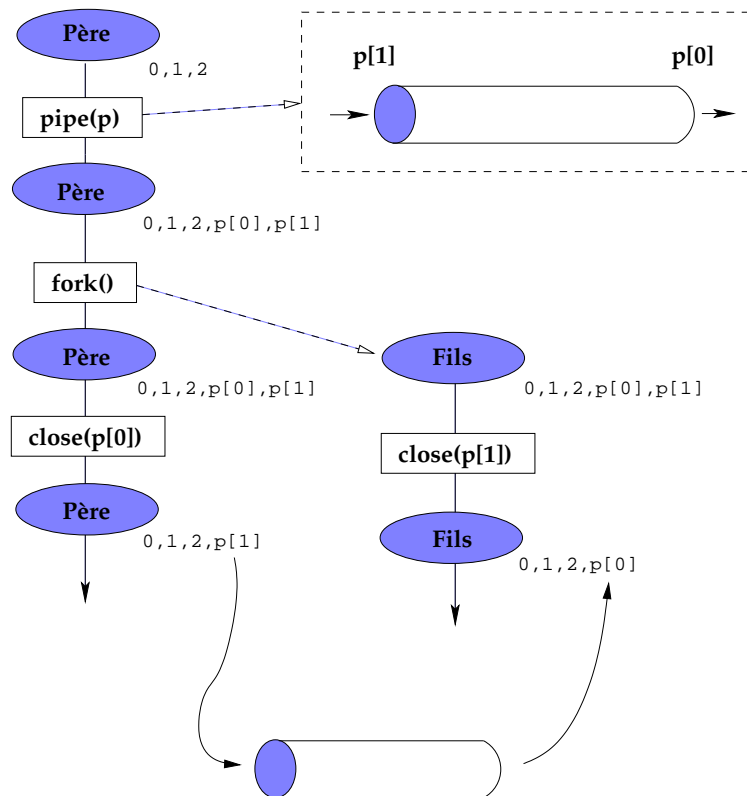 Père
0,1,2
p[1]
p[0]
pipe(p)
Père
0,1,2,p[0],p[1]
fork()
Père
0,1,2,p[0],p[1]
Fils
0,1,2,p[0],p[1]
close(p[0])
close(p[1])
Père
0,1,2,p[1]
Fils
0,1,2,p[0]